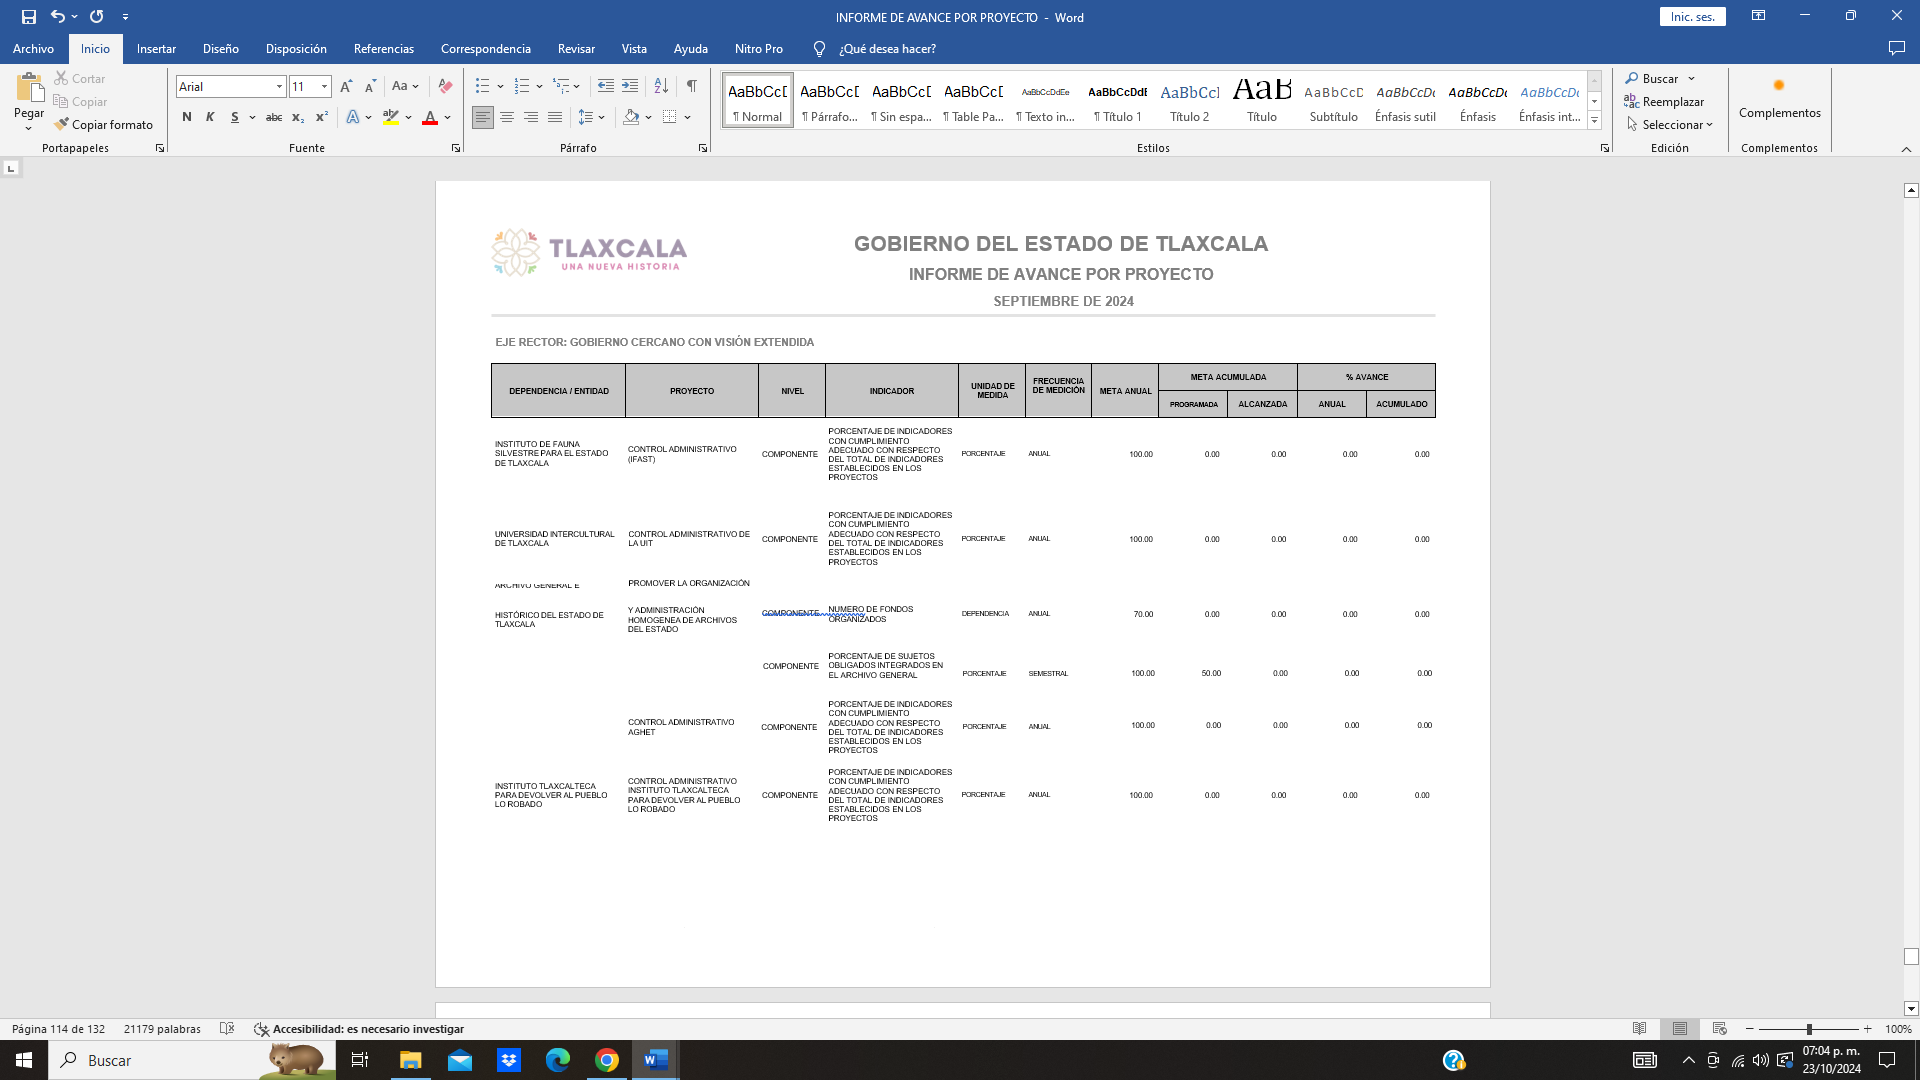 INFORME DE AVANCE POR PROYECTO - Word
Inic. ses.
Archivo Inicio Insertar Diseño Disposición Referencias Correspondencia Revisar Vista Ayuda Nitro Pro ¿Qué desea hacer?
Pegar
Cortar
Copiar
Copiar formato
Portapapeles
Arial 11
Aa
N K S abc x₂ x²
A A
Fuente
Párrafo
AaBbCcD AaBbCcD AaBbCcD AaBbCcD AaBbCcDdEe AaBbCcDdE AaBbCcI AaB AaBbCcD AaBbCcDc AaBbCcDc AaBbCcDc
¶ Normal ¶ Párrafo... ¶ Sin espa... ¶ Table Pa... ¶ Texto in... ¶ Título 1 Título 2 Título Subtítulo Énfasis sutil Énfasis Énfasis int...
Estilos
Buscar
Reemplazar
Seleccionar
Edición
Complementos
Complementos
TLAXCALA
UNA NUEVA HISTORIA
GOBIERNO DEL ESTADO DE TLAXCALA
INFORME DE AVANCE POR PROYECTO
SEPTIEMBRE DE 2024
EJE RECTOR: GOBIERNO CERCANO CON VISIÓN EXTENDIDA
DEPENDENCIA / ENTIDAD
PROYECTO
NIVEL
INDICADOR
UNIDAD DE
MEDIDA
FRECUENCIA
DE MEDICIÓN
META ANUAL
META ACUMULADA
PROGRAMADA ALCANZADA
% AVANCE
ANUAL ACUMULADO
INSTITUTO DE FAUNA
SILVESTRE PARA EL ESTADO
DE TLAXCALA
CONTROL ADMINISTRATIVO
(IFAST)
COMPONENTE
PORCENTAJE DE INDICADORES
CON CUMPLIMIENTO
ADECUADO CON RESPECTO
DEL TOTAL DE INDICADORES
ESTABLECIDOS EN LOS
PROYECTOS
PORCENTAJE ANUAL 100.00 0.00 0.00 0.00 0.00
UNIVERSIDAD INTERCULTURAL
DE TLAXCALA
CONTROL ADMINISTRATIVO DE
LA UIT
COMPONENTE
PORCENTAJE DE INDICADORES
CON CUMPLIMIENTO
ADECUADO CON RESPECTO
DEL TOTAL DE INDICADORES
ESTABLECIDOS EN LOS
PROYECTOS
PORCENTAJE ANUAL 100.00 0.00 0.00 0.00 0.00
ARCHIVO GENERAL E
HISTÓRICO DEL ESTADO DE
TLAXCALA
PROMOVER LA ORGANIZACIÓN
Y ADMINISTRACIÓN
HOMOGENEA DE ARCHIVOS
DEL ESTADO
COMPONENTE
NUMERO DE FONDOS
ORGANIZADOS
DEPENDENCIA ANUAL 70.00 0.00 0.00 0.00 0.00
COMPONENTE
PORCENTAJE DE SUJETOS
OBLIGADOS INTEGRADOS EN
EL ARCHIVO GENERAL
PORCENTAJE SEMESTRAL 100.00 50.00 0.00 0.00 0.00
CONTROL ADMINISTRATIVO
AGHET
COMPONENTE
PORCENTAJE DE INDICADORES
CON CUMPLIMIENTO
ADECUADO CON RESPECTO
DEL TOTAL DE INDICADORES
ESTABLECIDOS EN LOS
PROYECTOS
PORCENTAJE ANUAL 100.00 0.00 0.00 0.00 0.00
INSTITUTO TLAXCALTECA
PARA DEVOLVER AL PUEBLO
LO ROBADO
CONTROL ADMINISTRATIVO
INSTITUTO TLAXCALTECA
PARA DEVOLVER AL PUEBLO
LO ROBADO
COMPONENTE
PORCENTAJE DE INDICADORES
CON CUMPLIMIENTO
ADECUADO CON RESPECTO
DEL TOTAL DE INDICADORES
ESTABLECIDOS EN LOS
PROYECTOS
PORCENTAJE ANUAL 100.00 0.00 0.00 0.00 0.00
Página 114 de 132 21179 palabras Accesibilidad: es necesario investigar 100%
Buscar
07:04 p. m.
23/10/2024